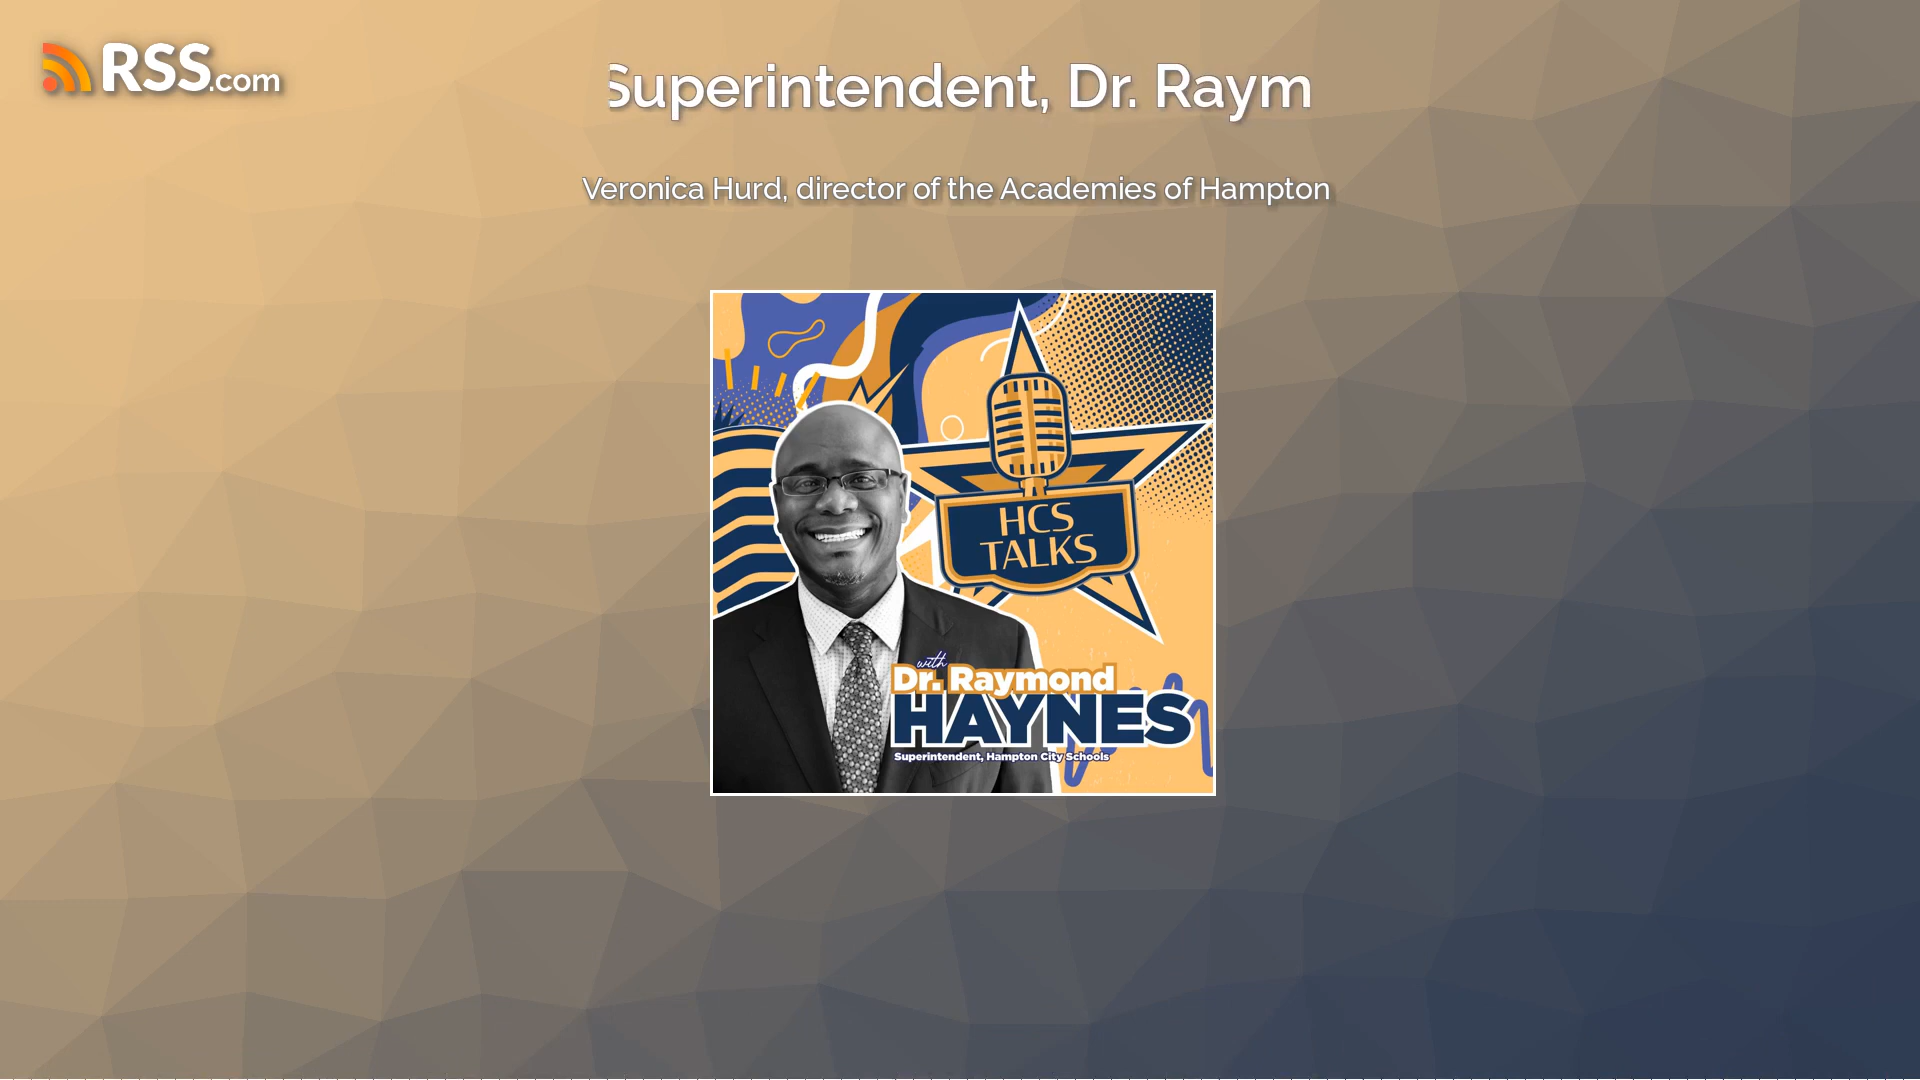 RSS.com
Superintendent, Dr. Raym
Veronica Hurd, director of the Academies of Hampton
HCS
TALKS
with
Dr. Raymond
HAYNES
Superintendent, Hampton City Schools